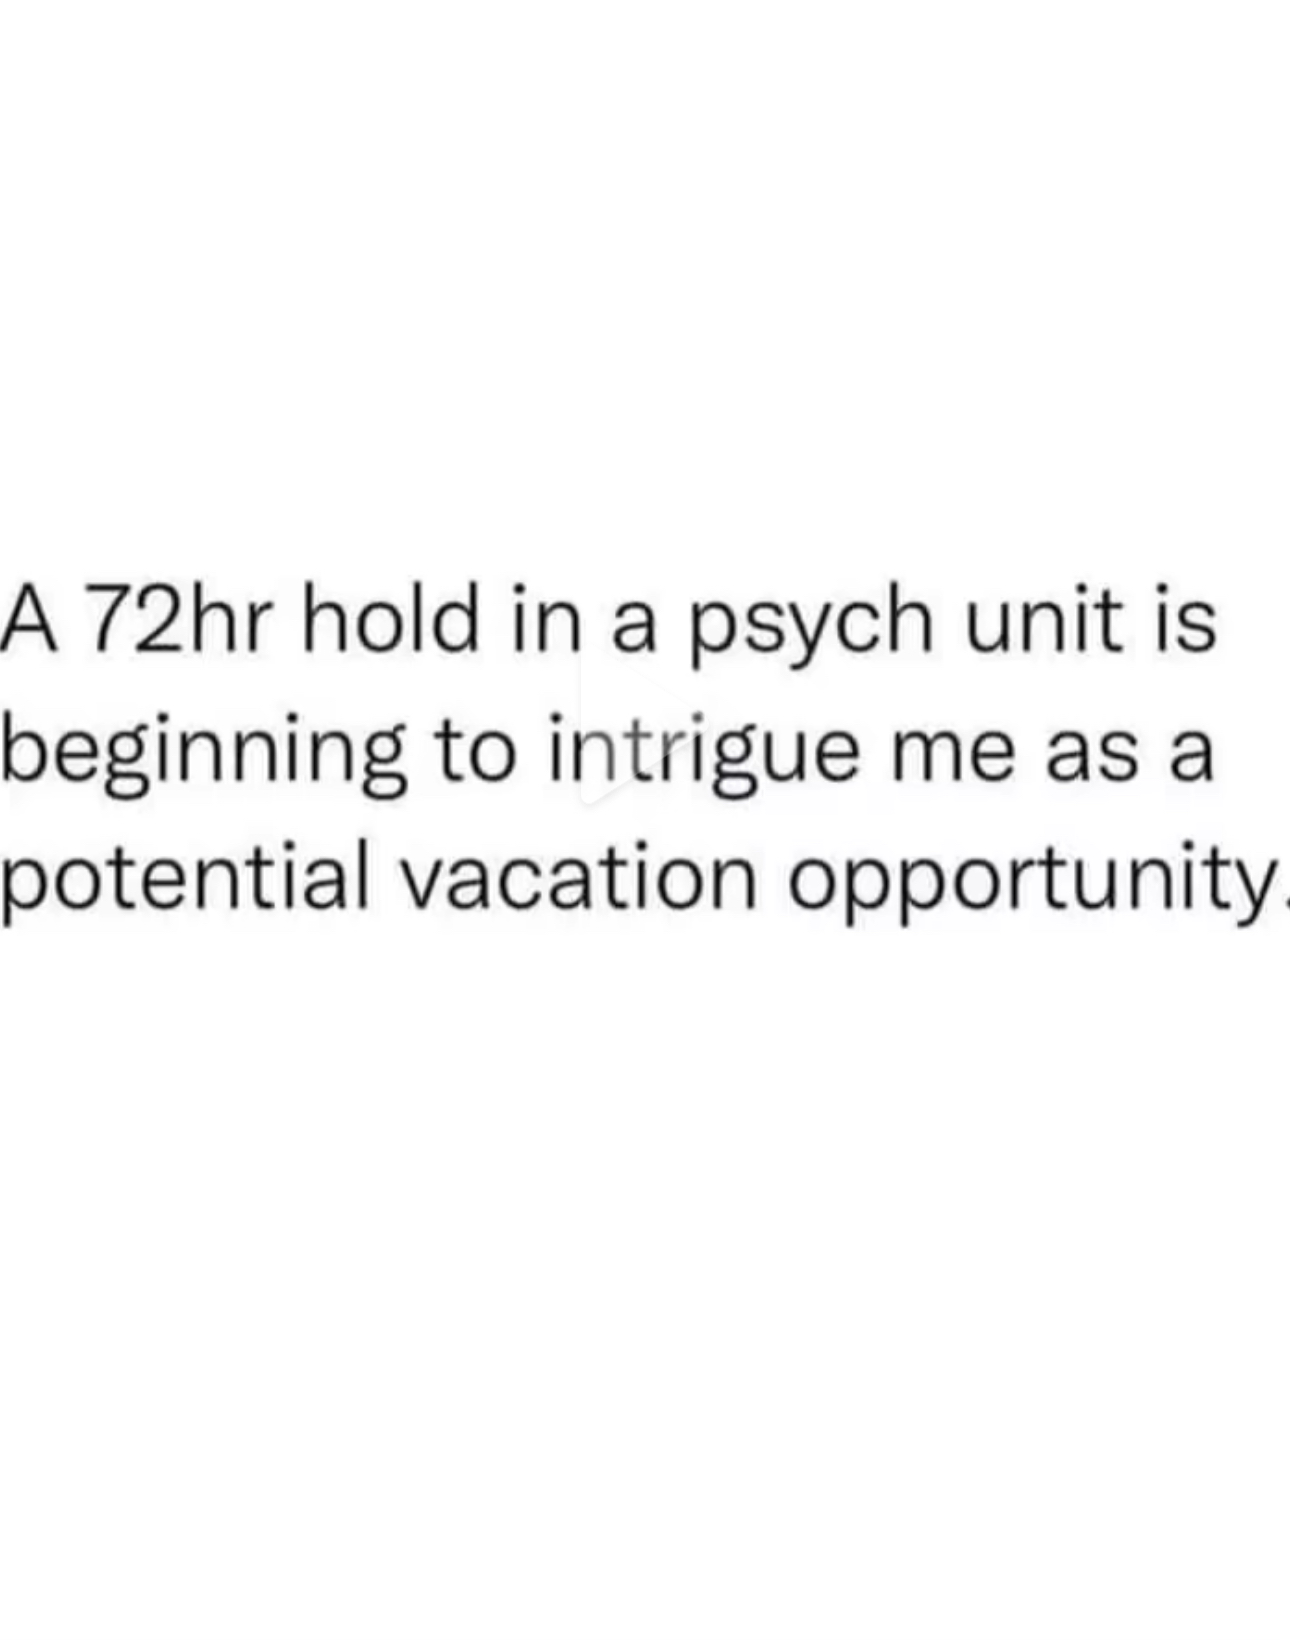 A 72hr hold in a psych unit is
beginning to intrigue me as a
potential vacation opportunity.